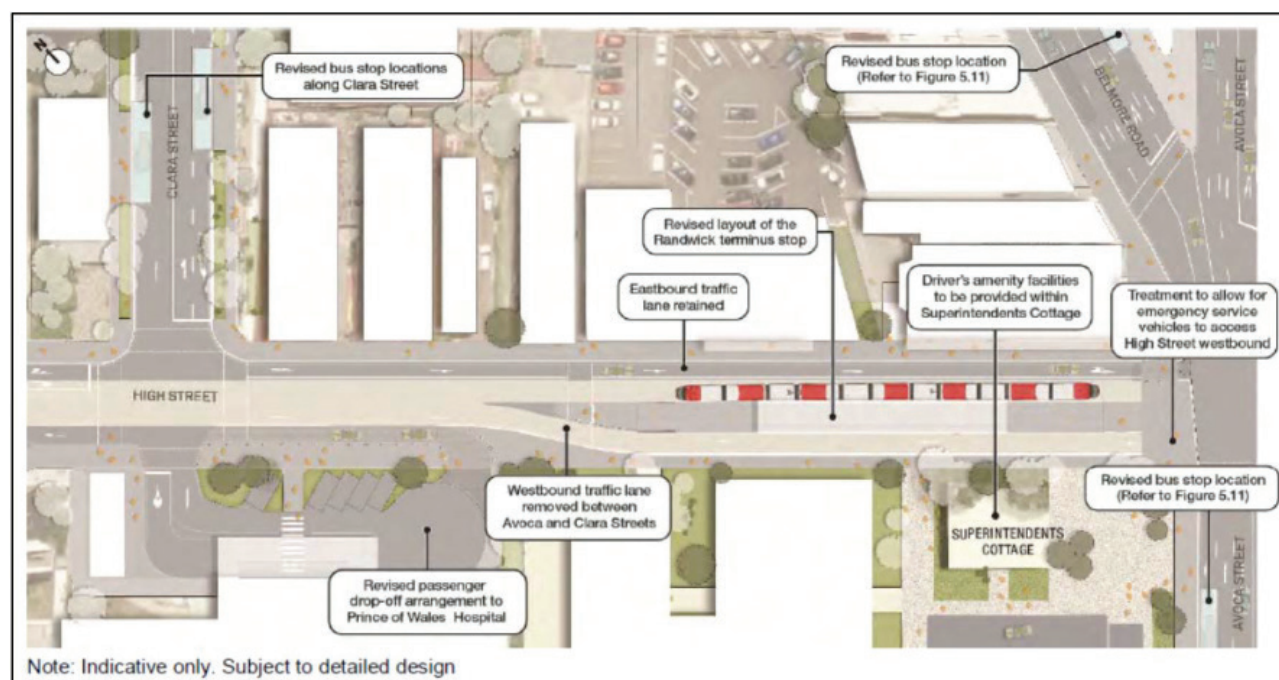 N
Revised bus stop locations
along Clara Street
Revised bus stop location
(Refer to Figure 5.11)
BELMORE ROAD
AVOCA STREET
CLARA STREET
Revised layout of the
Randwick terminus stop
Eastbound traffic
lane retained
Driver's amenity facilities
to be provided within
Superintendents Cottage
Treatment to allow for
emergency service
vehicles to access
High Street westbound
HIGH STREET
Westbound traffic lane
removed between
Avoca and Clara Streets
Revised bus stop location
(Refer to Figure 5.11)
SUPERINTENDENTS
COTTAGE
Revised passenger
drop-off arrangement to
Prince of Wales Hospital
AVOCA STREET
Note: Indicative only. Subject to detailed design